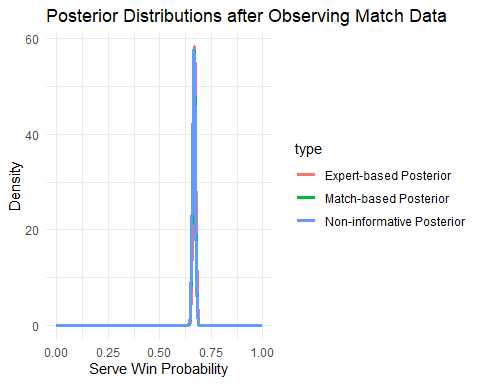 Posterior Distributions after Observing Match Data
60
40
20
0
Density
0.00 0.25 0.50 0.75 1.00
Serve Win Probability
type
Expert-based Posterior
Match-based Posterior
Non-informative Posterior